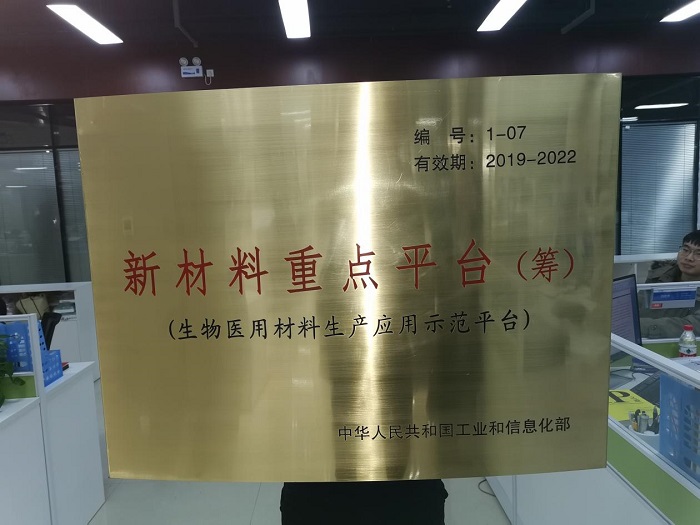 编 号：1-07
有效期：2019-2022
新材料重点平台（筹）
（生物医用材料生产应用示范平台）
中华人民共和国工业和信息化部